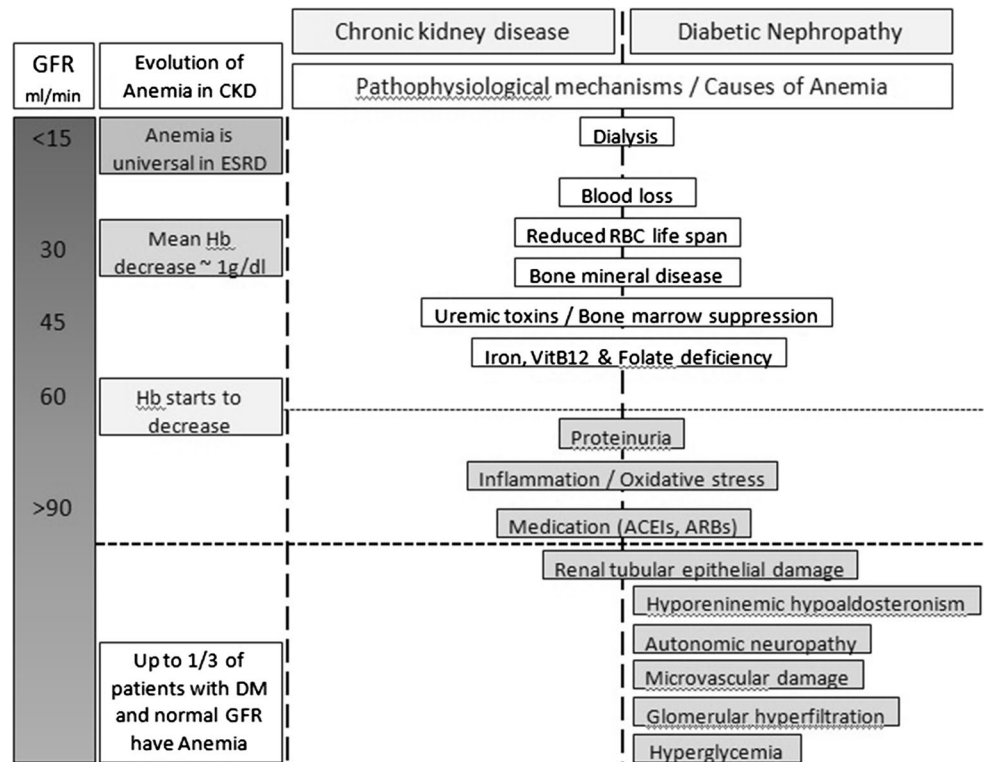 Chronic kidney disease
Diabetic Nephropathy
GFR
ml/min
Evolution of
Anemia in CKD
Pathophysiological mechanisms / Causes of Anemia
<15
Anemia is
universal in ESRD
Dialysis
Blood loss
30
Mean Hb
decrease ~ 1g/dl
Reduced RBC life span
Bone mineral disease
45
Uremic toxins / Bone marrow suppression
Iron, VitB12 & Folate deficiency
60
Hb starts to
decrease
Proteinuria
Inflammation / Oxidative stress
>90
Medication (ACEIs, ARBs)
Renal tubular epithelial damage
Hyporeninemic hypoaldosteronism
Autonomic neuropathy
Up to 1/3 of
patients with DM
and normal GFR
have Anemia
Microvascular damage
Glomerular hyperfiltration
Hyperglycemia